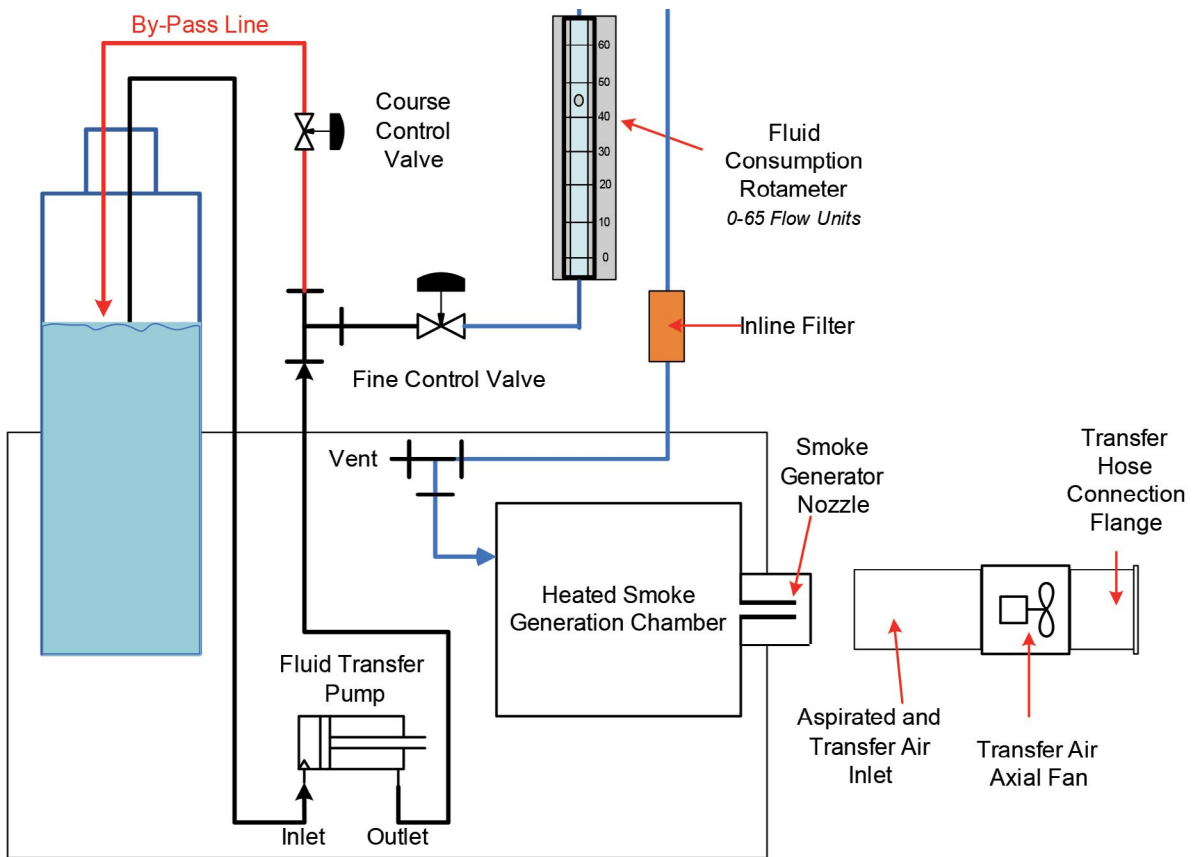 By-Pass Line
Course
Control
Valve
60
50
40
30
20
10
0
Fluid
Consumption
Rotameter
0-65 Flow Units
Inline Filter
Fine Control Valve
Vent
Smoke
Generator
Nozzle
Transfer
Hose
Connection
Flange
Heated Smoke
Generation Chamber
Fluid Transfer
Pump
Inlet
Outlet
Aspirated and
Transfer Air
Inlet
Transfer Air
Axial Fan